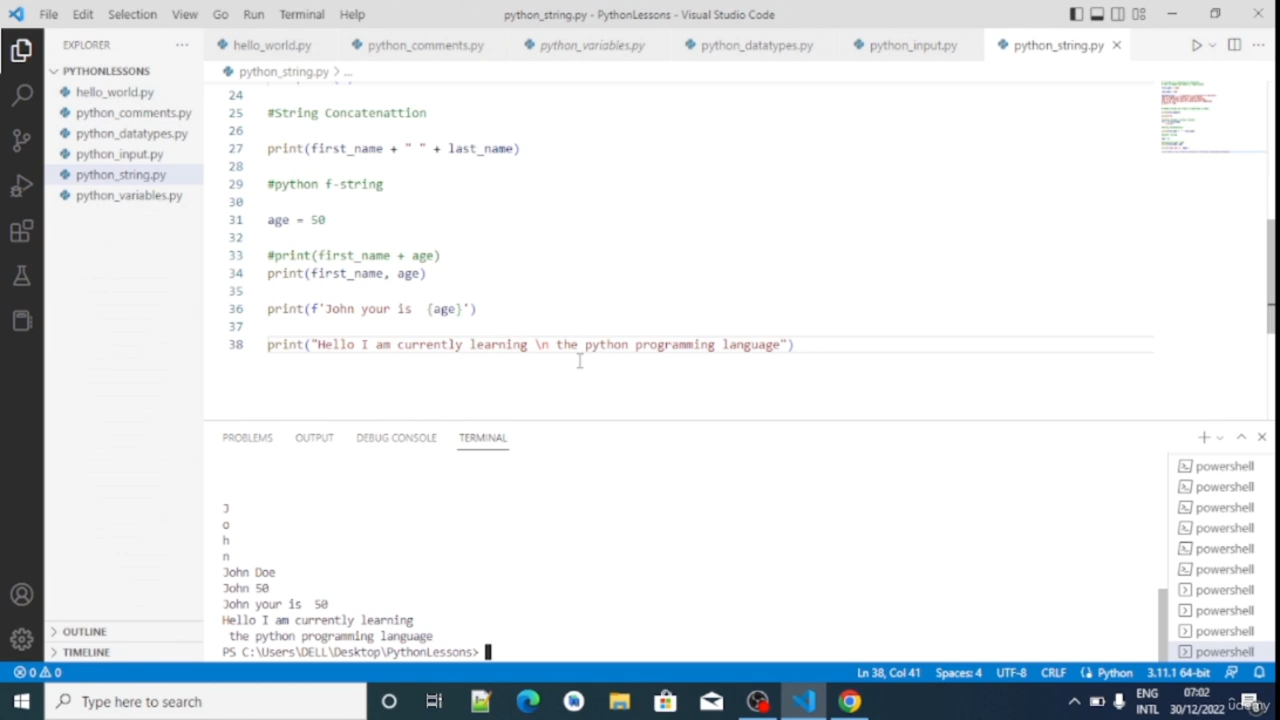 File Edit Selection View Go Run Terminal Help python_string.py - PythonLessons - Visual Studio Code
EXPLORER
hello_world.py python_comments.py python_variables.py python_datatypes.py python_input.py python_string.py
PYTHONLESSONS
hello_world.py
python_comments.py
python_datatypes.py
python_input.py
python_string.py
python_variables.py
OUTLINE
TIMELINE
python_string.py > ...
24
25 #String Concatenattion
26
27 print(first_name + " " + last_name)
28
29 #python f-string
30
31 age = 50
32
33 #print(first_name + age)
34 print(first_name, age)
35
36 print(f'John your is  {age}')
37
38 print("Hello I am currently learning \n the python programming language")
PROBLEMS OUTPUT DEBUG CONSOLE TERMINAL
J
o
h
n
John Doe
John 50
John your is  50
Hello I am currently learning
 the python programming language
PS C:\Users\DELL\Desktop\PythonLessons>
powershell
powershell
powershell
powershell
powershell
powershell
powershell
powershell
powershell
powershell
0 0 Ln 38, Col 41 Spaces: 4 UTF-8 CRLF Python 3.11.1 64-bit
Type here to search
ENG 07:02
INTL 30/12/2022
udemy